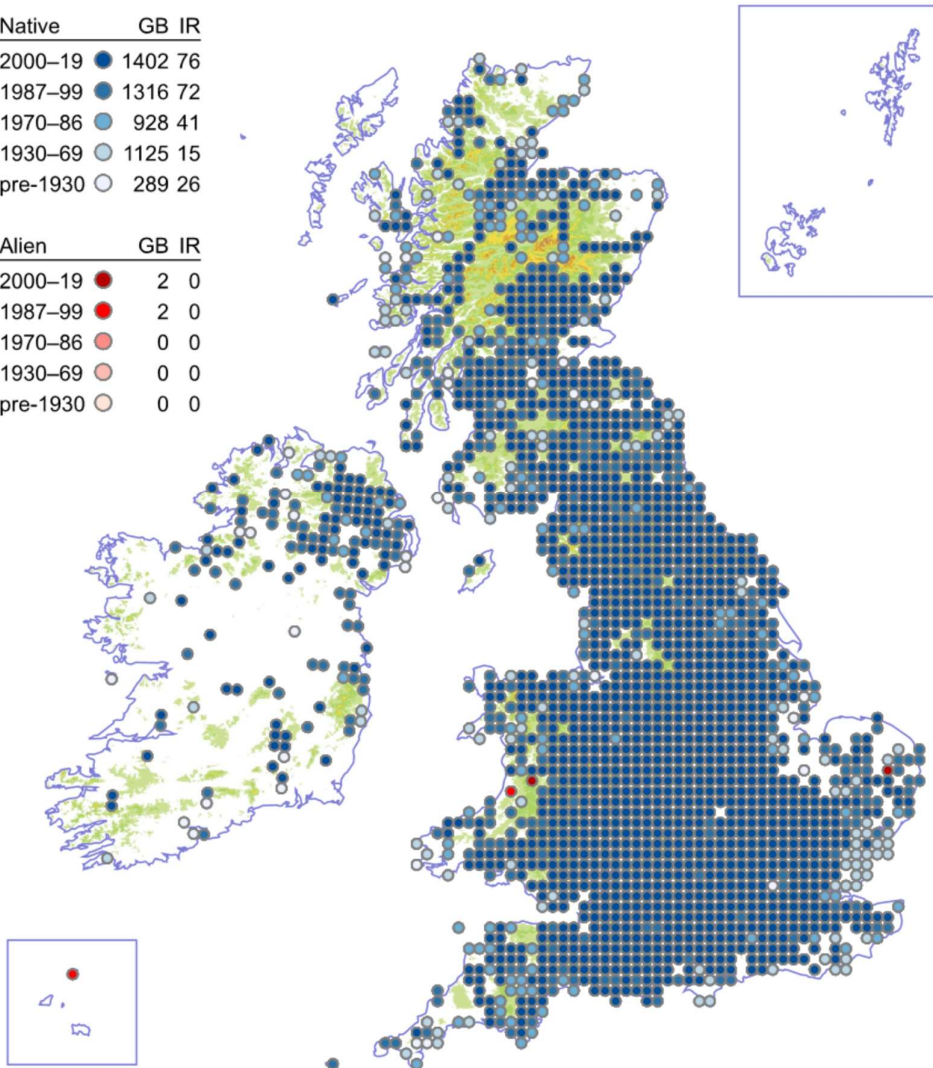 Native GB IR
2000–19 1402 76
1987–99 1316 72
1970–86 928 41
1930–69 1125 15
pre-1930 289 26
Alien GB IR
2000–19 2 0
1987–99 2 0
1970–86 0 0
1930–69 0 0
pre-1930 0 0